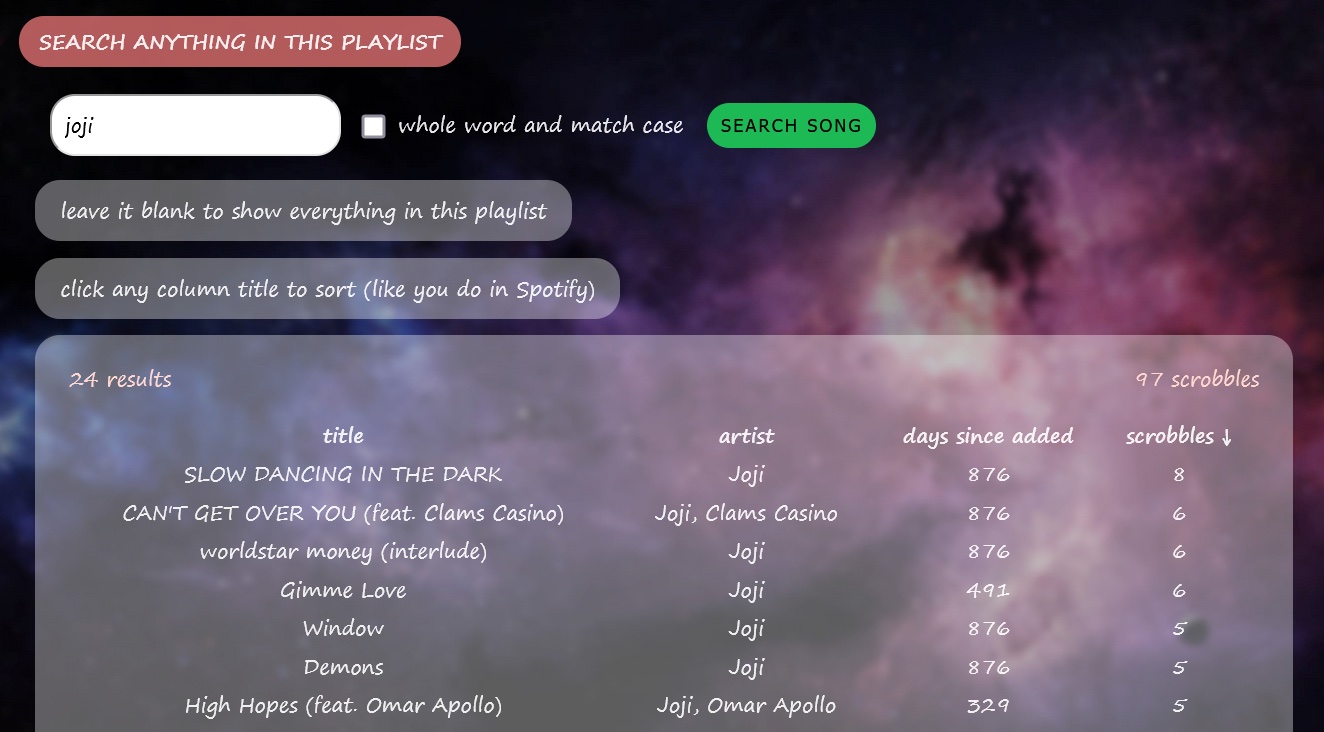 SEARCH ANYTHING IN THIS PLAYLIST
joji whole word and match case SEARCH SONG
leave it blank to show everything in this playlist
click any column title to sort (like you do in Spotify)
24 results 97 scrobbles
title artist days since added scrobbles ↓
SLOW DANCING IN THE DARK Joji 876 8
CAN'T GET OVER YOU (feat. Clams Casino) Joji, Clams Casino 876 6
worldstar money (interlude) Joji 876 6
Gimme Love Joji 491 6
Window Joji 876 5
Demons Joji 876 5
High Hopes (feat. Omar Apollo) Joji, Omar Apollo 329 5